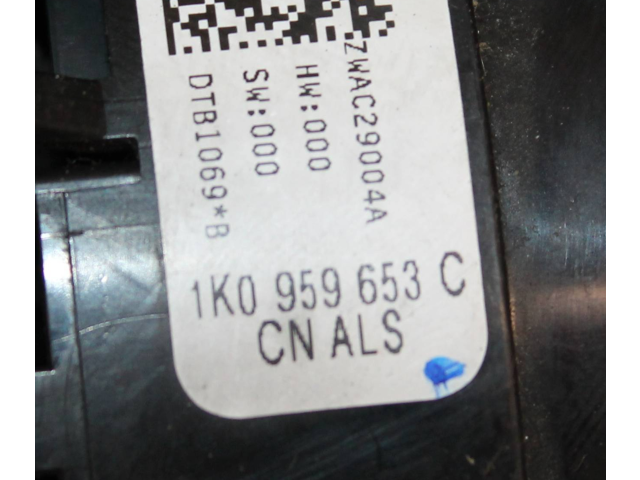 ZWAC29004A
HW:000
SW:000
DTB1069*B
1K0 959 653 C
CN ALS